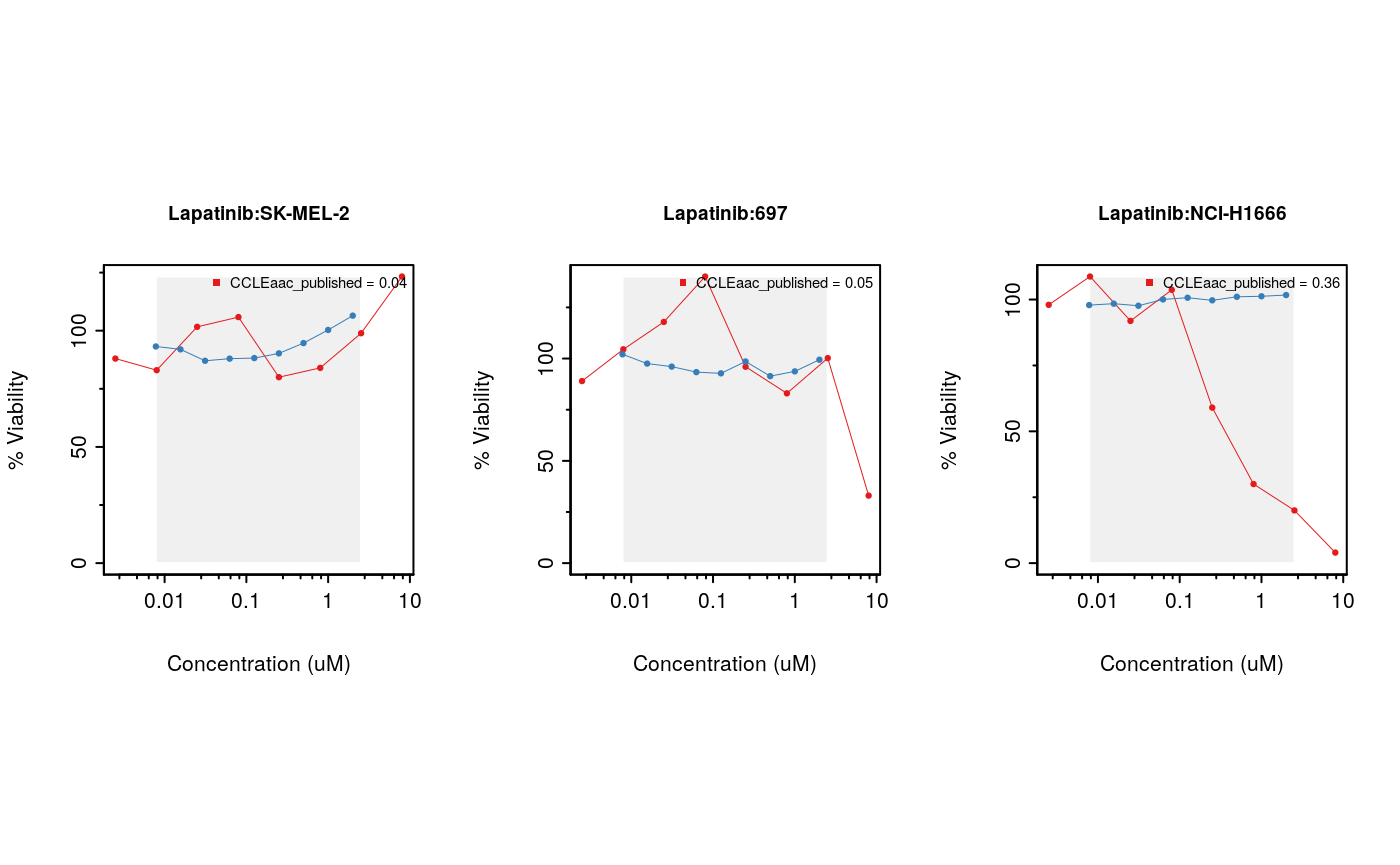 Lapatinib:SK-MEL-2
CCLEaac_published = 0.04
% Viability
0
50
100
0.01
0.1
1
10
Concentration (uM)
Lapatinib:697
CCLEaac_published = 0.05
% Viability
0
50
100
0.01
0.1
1
10
Concentration (uM)
Lapatinib:NCI-H1666
CCLEaac_published = 0.36
% Viability
0
50
100
0.01
0.1
1
10
Concentration (uM)